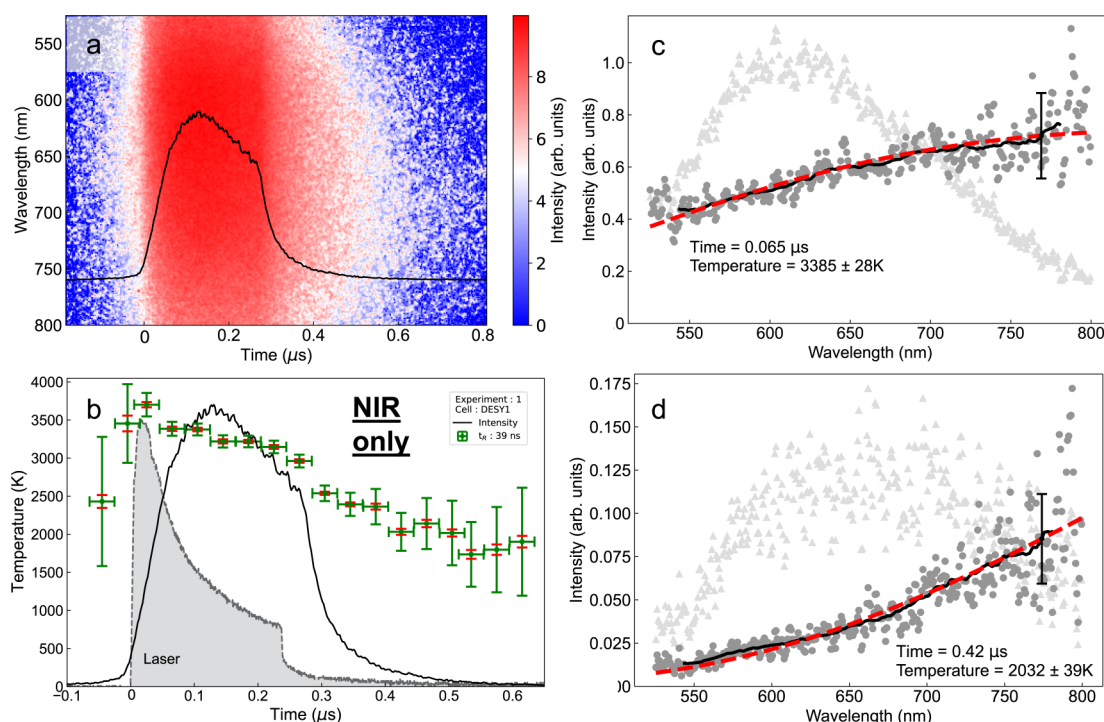 a
550
600
650
700
750
800
Wavelength (nm)
0
0.2
0.4
0.6
0.8
Time (μs)
8
6
4
2
0
Intensity (arb. units)
c
1.0
0.8
0.6
0.4
0.2
0
Intensity (arb. units)
Time = 0.065 μs
Temperature = 3385 ± 28K
550
600
650
700
750
800
Wavelength (nm)
b
4000
3500
3000
2500
2000
1500
1000
500
0
Temperature (K)
NIR
only
Experiment : 1
Cell : DESY1
Intensity
tR : 39 ns
Laser
−0.1
0
0.1
0.2
0.3
0.4
0.5
0.6
Time (μs)
d
0.175
0.150
0.125
0.100
0.075
0.050
0.025
0
Intensity (arb. units)
Time = 0.42 μs
Temperature = 2032 ± 39K
550
600
650
700
750
800
Wavelength (nm)